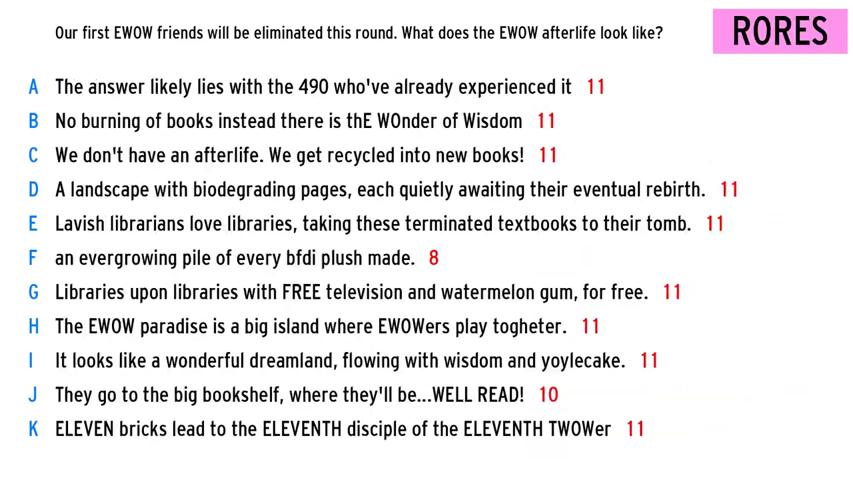 Our first EWOW friends will be eliminated this round. What does the EWOW afterlife look like?
RORES
A The answer likely lies with the 490 who've already experienced it 11
B No burning of books instead there is thE WOnder of Wisdom 11
C We don't have an afterlife. We get recycled into new books! 11
D A landscape with biodegrading pages, each quietly awaiting their eventual rebirth. 11
E Lavish librarians love libraries, taking these terminated textbooks to their tomb. 11
F an evergrowing pile of every bfdi plush made. 8
G Libraries upon libraries with FREE television and watermelon gum, for free. 11
H The EWOW paradise is a big island where EWOWers play togheter. 11
I It looks like a wonderful dreamland, flowing with wisdom and yoylecake. 11
J They go to the big bookshelf, where they'll be...WELL READ! 10
K ELEVEN bricks lead to the ELEVENTH disciple of the ELEVENTH TWOWer 11